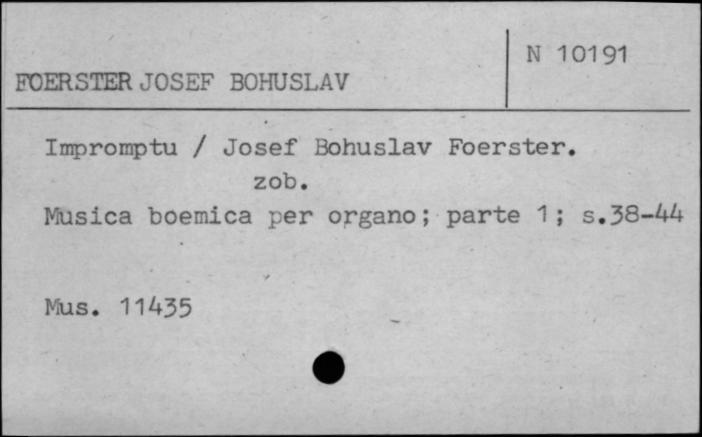 N 10191
FOERSTER JOSEF BOHUSLAV
Impromptu / Josef Bohuslav Foerster.
zob.
Musica boemica per organo; parte 1; s.38-44
Mus. 11435